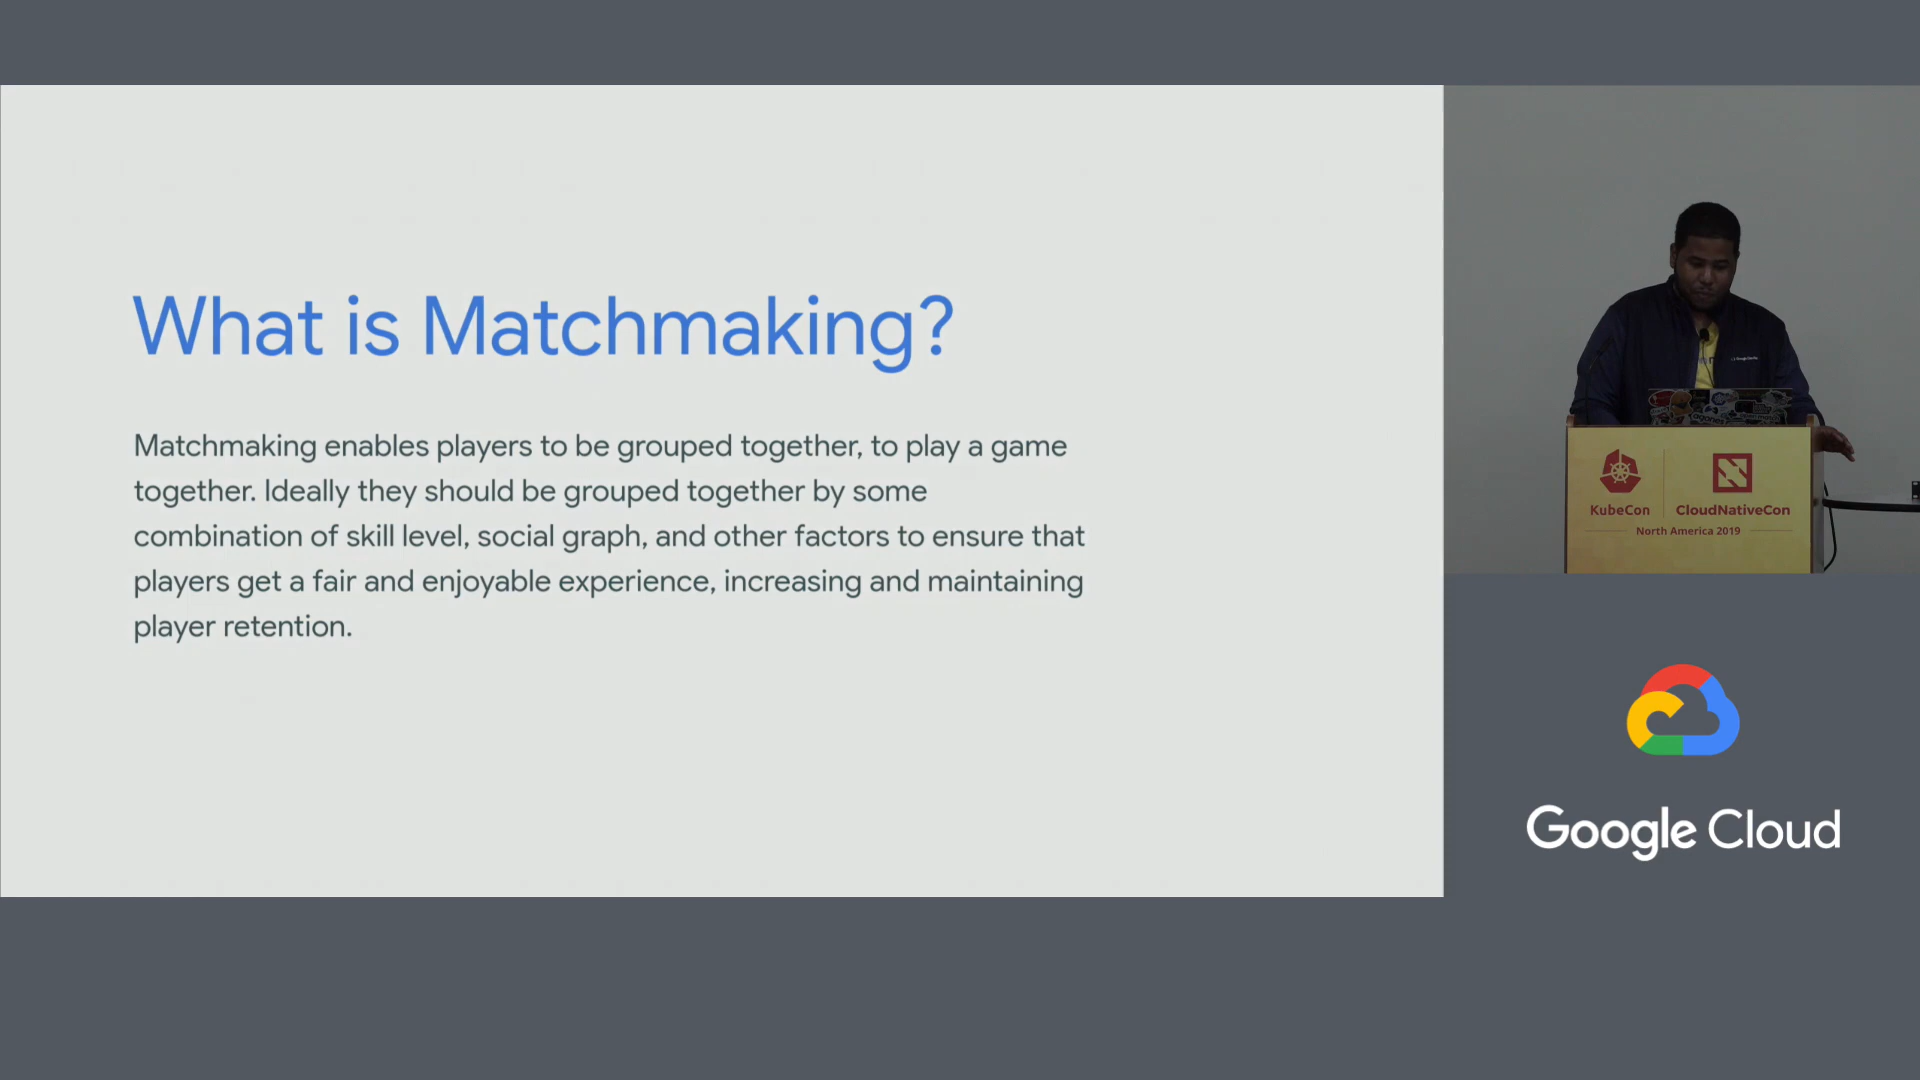 What is Matchmaking?
Matchmaking enables players to be grouped together, to play a game
together. Ideally they should be grouped together by some
combination of skill level, social graph, and other factors to ensure that
players get a fair and enjoyable experience, increasing and maintaining
player retention.
KubeCon
CloudNativeCon
North America 2019
Google Cloud